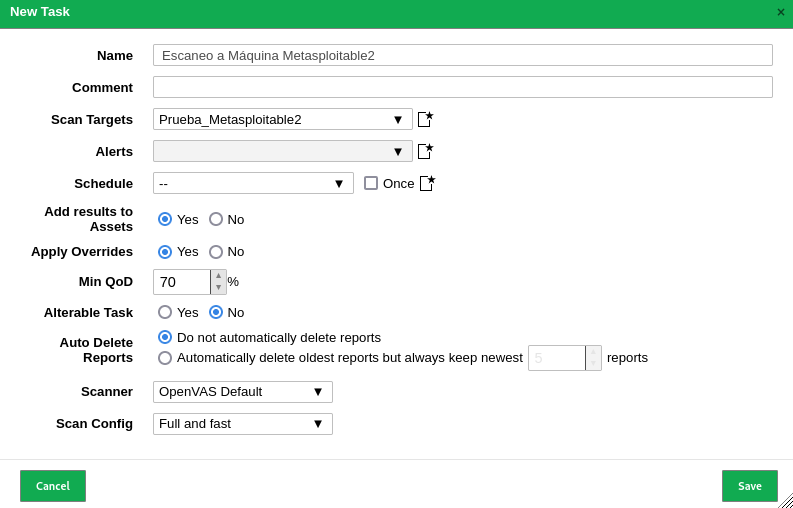 New Task ×
Name Escaneo a Máquina Metasploitable2
Comment
Scan Targets Prueba_Metasploitable2 ▼
Alerts ▼
Schedule -- ▼ Once
Add results to
Assets Yes No
Apply Overrides Yes No
Min QoD 70 %
Alterable Task Yes No
Auto Delete
Reports
Do not automatically delete reports
Automatically delete oldest reports but always keep newest 5 reports
Scanner OpenVAS Default ▼
Scan Config Full and fast ▼
Cancel Save